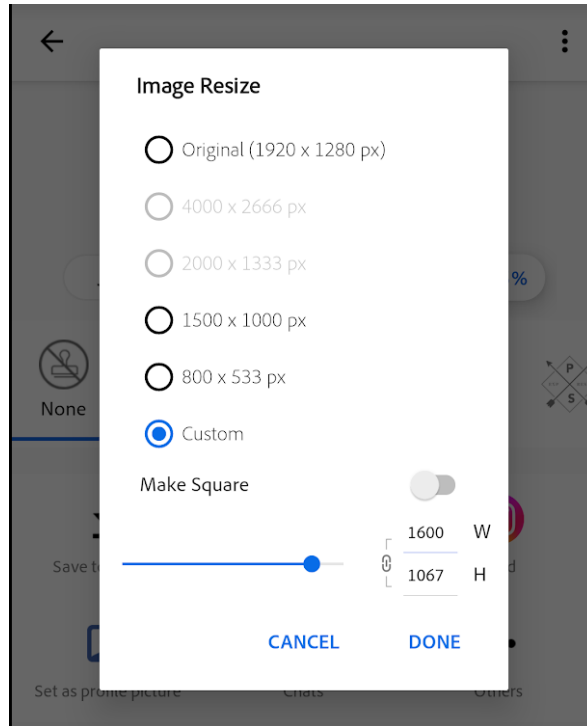 Image Resize
Original (1920 x 1280 px)
4000 x 2666 px
2000 x 1333 px
%
1500 x 1000 px
P
S
800 x 533 px
None
Custom
Make Square
1600 W
Save
1067 H
CANCEL DONE
Set as profile picture Chats Others